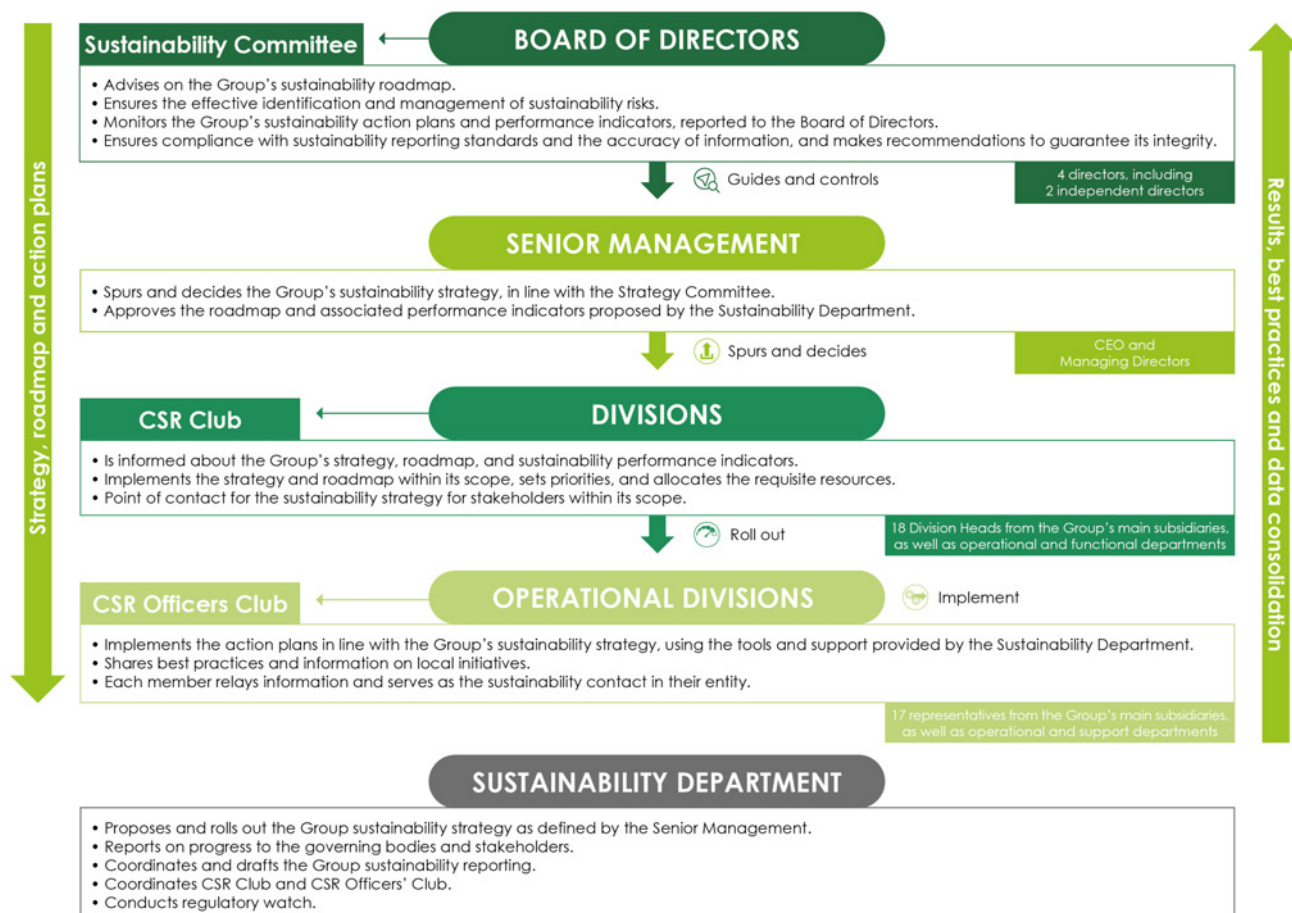 Strategy, roadmap and action plans
Sustainability Committee
BOARD OF DIRECTORS
• Advises on the Group's sustainability roadmap.
• Ensures the effective identification and management of sustainability risks.
• Monitors the Group's sustainability action plans and performance indicators, reported to the Board of Directors.
• Ensures compliance with sustainability reporting standards and the accuracy of information, and makes recommendations to guarantee its integrity.
Guides and controls
4 directors, including
2 independent directors
SENIOR MANAGEMENT
• Spurs and decides the Group's sustainability strategy, in line with the Strategy Committee.
• Approves the roadmap and associated performance indicators proposed by the Sustainability Department.
Spurs and decides
CEO and
Managing Directors
CSR Club
DIVISIONS
• Is informed about the Group's strategy, roadmap, and sustainability performance indicators.
• Implements the strategy and roadmap within its scope, sets priorities, and allocates the requisite resources.
• Point of contact for the sustainability strategy for stakeholders within its scope.
Roll out
18 Division Heads from the Group's main subsidiaries,
as well as operational and functional departments
CSR Officers Club
OPERATIONAL DIVISIONS
Implement
• Implements the action plans in line with the Group's sustainability strategy, using the tools and support provided by the Sustainability Department.
• Shares best practices and information on local initiatives.
• Each member relays information and serves as the sustainability contact in their entity.
17 representatives from the Group's main subsidiaries,
as well as operational and support departments
SUSTAINABILITY DEPARTMENT
• Proposes and rolls out the Group sustainability strategy as defined by the Senior Management.
• Reports on progress to the governing bodies and stakeholders.
• Coordinates and drafts the Group sustainability reporting.
• Coordinates CSR Club and CSR Officers' Club.
• Conducts regulatory watch.
Results, best practices and data consolidation